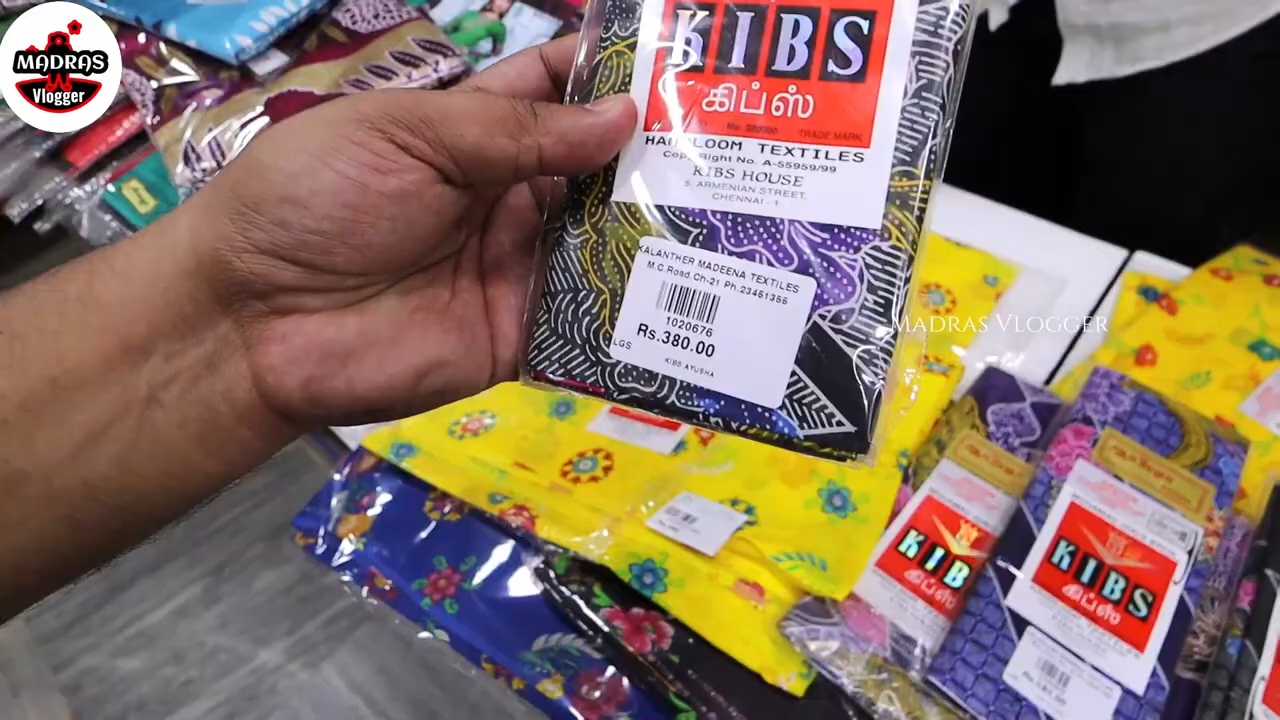 MADRAS
Vlogger
KIBS
கிப்ஸ்
TRADE MARK
HANDLOOM TEXTILES
Copy Right No. A-55959/99
KIBS HOUSE
5, ARMENIAN STREET,
CHENNAI - 1
KALANTHER MADEENA TEXTILES
M.C.Road Ch-21 Ph.23451356
1020676
Rs.380.00
LGS
KIBS AYUSHA
MADRAS VLOGGER
KIBS
கிப்ஸ்
KIBS
கிப்ஸ்